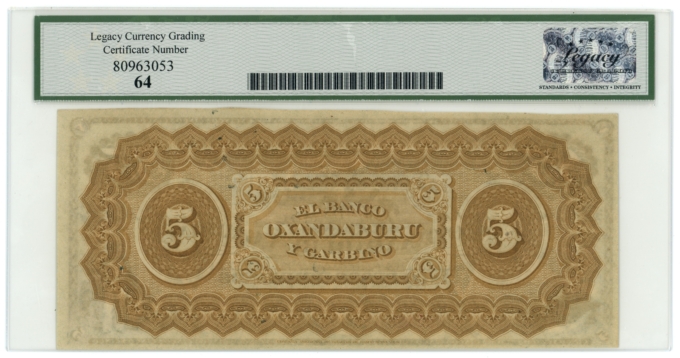 Legacy Currency Grading
Certificate Number
80963053
64
Legacy
STANDARDS • CONSISTENCY • INTEGRITY
5
5
EL BANCO
OXANDABURU
Y GARBINO
5
5
5
5